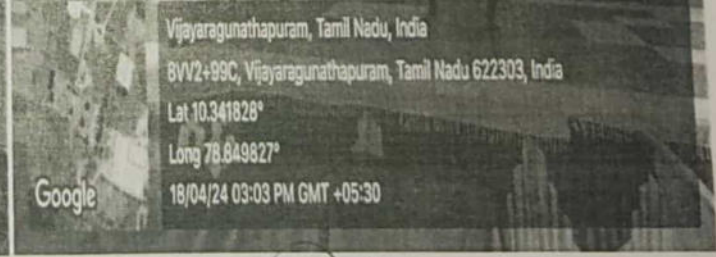 Vijayaragunathapuram, Tamil Nadu, India
8VV2+99C, Vijayaragunathapuram, Tamil Nadu 622303, India
Lat 10.341828°
Long 78.849827°
Google
18/04/24 03:03 PM GMT +05:30